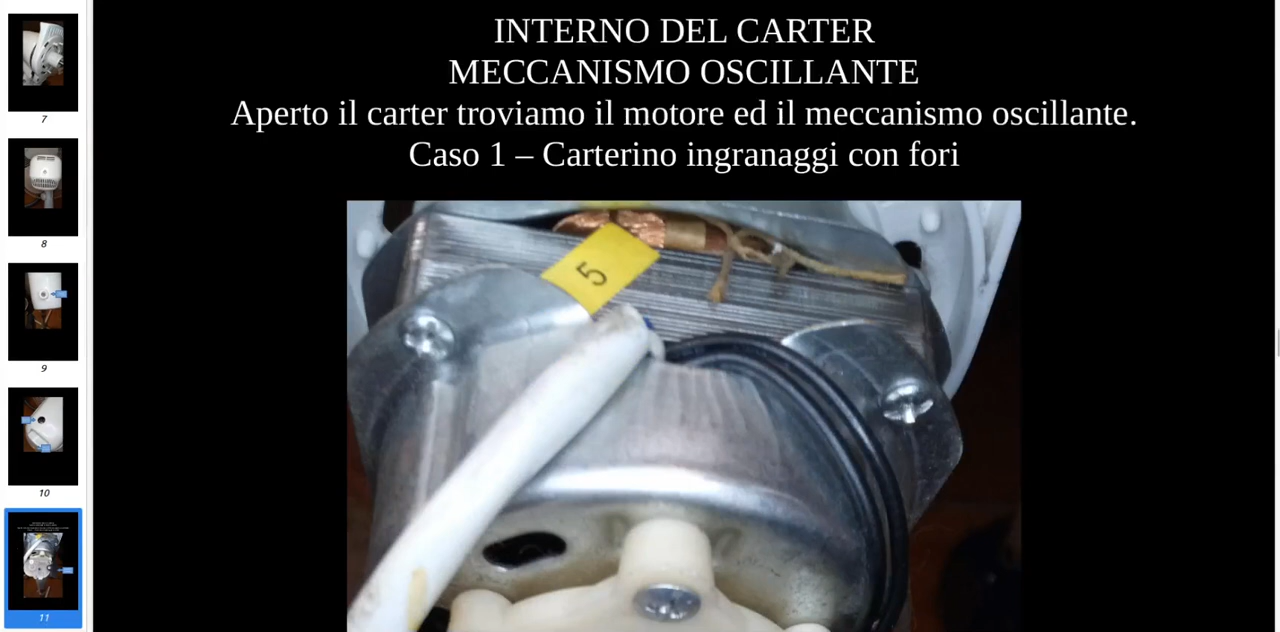 INTERNO DEL CARTER
MECCANISMO OSCILLANTE
Aperto il carter troviamo il motore ed il meccanismo oscillante.
Caso 1 – Carterino ingranaggi con fori
5
7
8
9
10
11